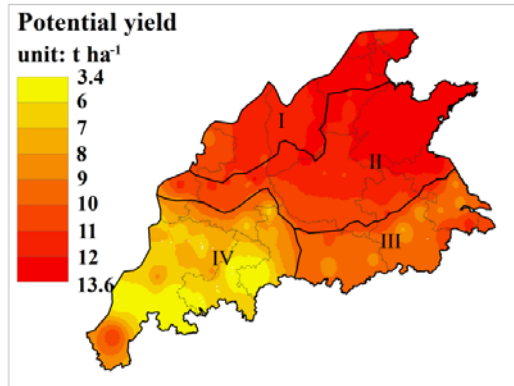 Potential yield
unit: t ha⁻¹
3.4
6
7
8
9
10
11
12
13.6
I
II
III
IV